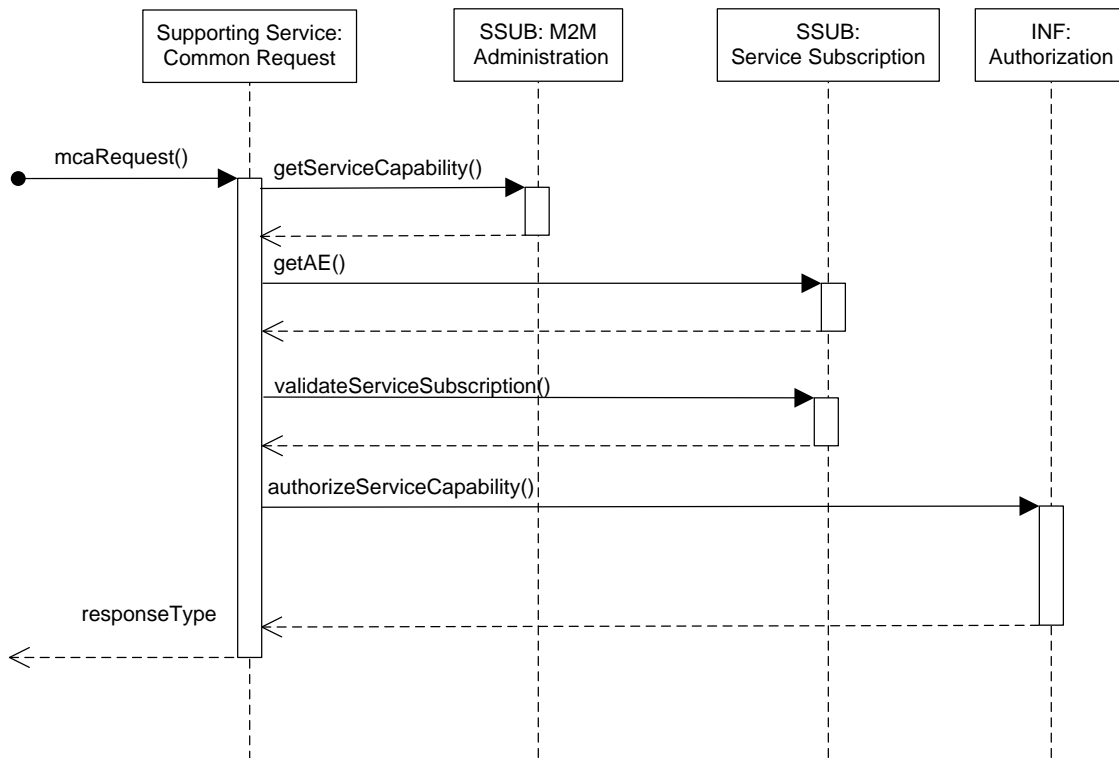 Supporting Service:
Common Request
SSUB: M2M
Administration
SSUB:
Service Subscription
INF:
Authorization
mcaRequest()
getServiceCapability()
getAE()
validateServiceSubscription()
authorizeServiceCapability()
responseType